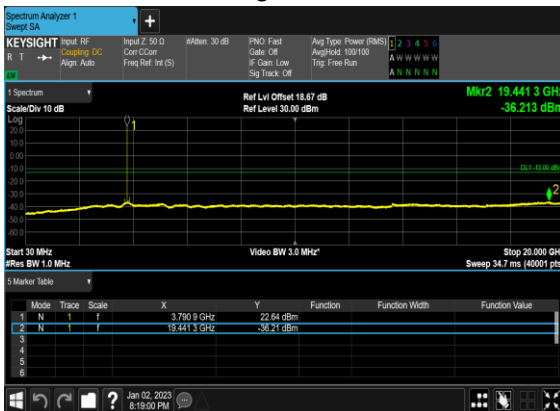 Spectrum Analyzer 1
Swept SA
KEYSIGHT Input: RF Input Z: 50 Ω #Atten: 30 dB PNO: Fast Avg Type: Power (RMS) 1 2 3 4 5 6
R T Coupling: DC Corr CCorr Gate: Off Avg|Hold: 100/100 A W W W W W
Align: Auto Freq Ref: Int (S) IF Gain: Low Trig: Free Run
LV Sig Track: Off A N N N N N
1 Spectrum Ref Lvl Offset 18.67 dB Mkr2 19.441 3 GHz
Scale/Div 10 dB Ref Level 30.00 dBm -36.213 dBm
Log
20.0
10.0
0.00
-10.0
-20.0
-30.0
-40.0
-50.0
-60.0
1
DL1 -13.00 dBm
2
Start 30 MHz Video BW 3.0 MHz* Stop 20.000 GHz
#Res BW 1.0 MHz Sweep 34.7 ms (40001 pts)
5 Marker Table
Mode Trace Scale X Y Function Function Width Function Value
1 N 1 f 3.790 9 GHz 22.64 dBm
2 N 1 f 19.441 3 GHz -36.21 dBm
3
4
5
6
? Jan 02, 2023
8:19:00 PM